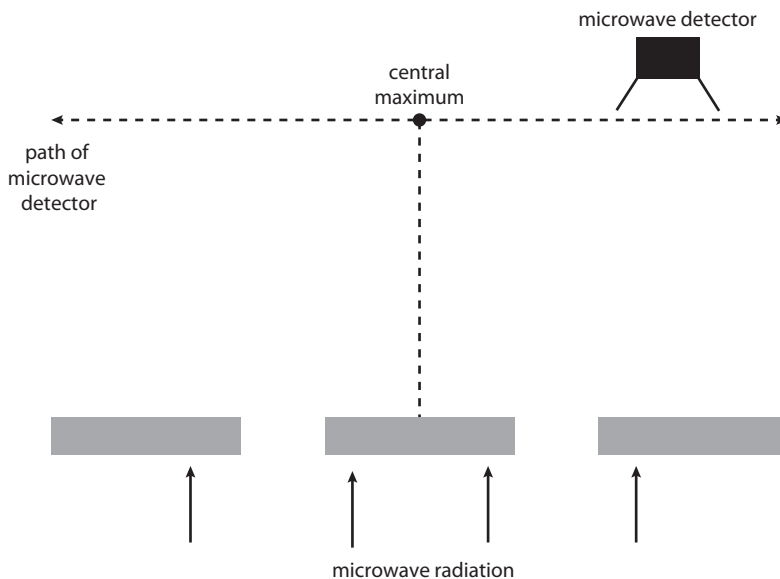 microwave detector
central
maximum
path of
microwave
detector
microwave radiation